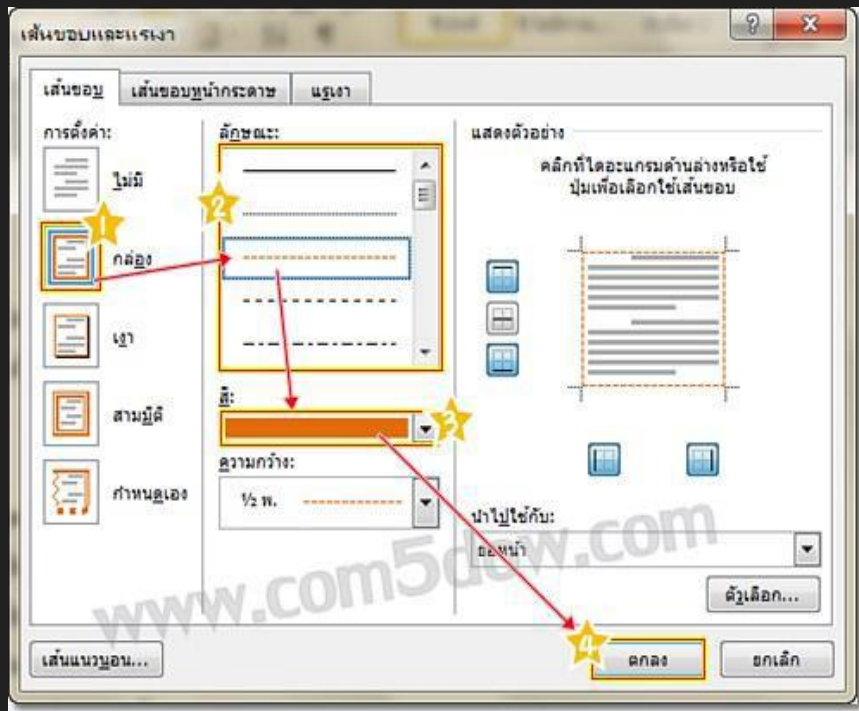 เส้นขอบและแรเงา
เส้นขอบ
เส้นขอบหน้ากระดาษ
แรเงา
การตั้งค่า:
ไม่มี
กล่อง
เงา
สามมิติ
กำหนดเอง
ลักษณะ:
สี:
ความกว้าง:
½ พ.
แสดงตัวอย่าง
คลิกที่ไดอะแกรมด้านล่างหรือใช้
ปุ่มเพื่อเลือกใช้เส้นขอบ
นำไปใช้กับ:
ย่อหน้า
ตัวเลือก...
เส้นแนวนอน...
ตกลง
ยกเลิก
1
2
3
4
www.com5dow.com